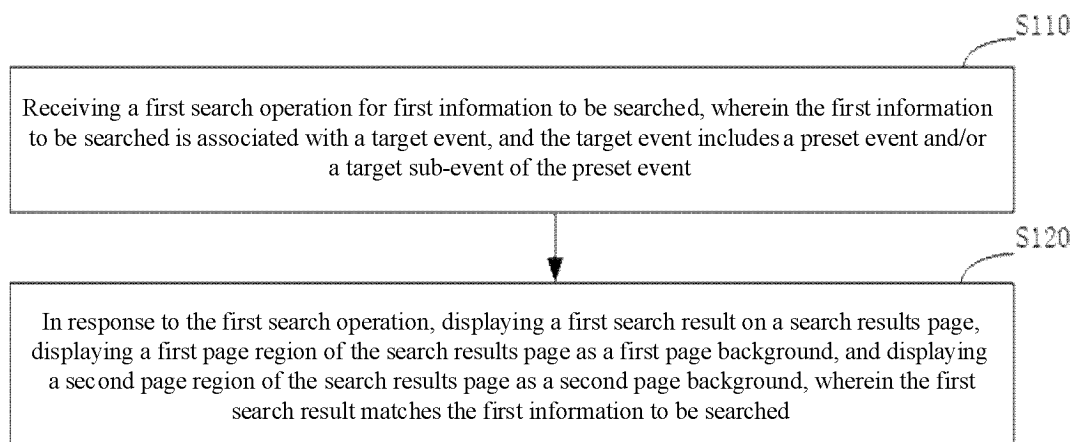 S110
Receiving a first search operation for first information to be searched, wherein the first information
to be searched is associated with a target event, and the target event includes a preset event and/or
a target sub-event of the preset event
S120
In response to the first search operation, displaying a first search result on a search results page,
displaying a first page region of the search results page as a first page background, and displaying
a second page region of the search results page as a second page background, wherein the first
search result matches the first information to be searched